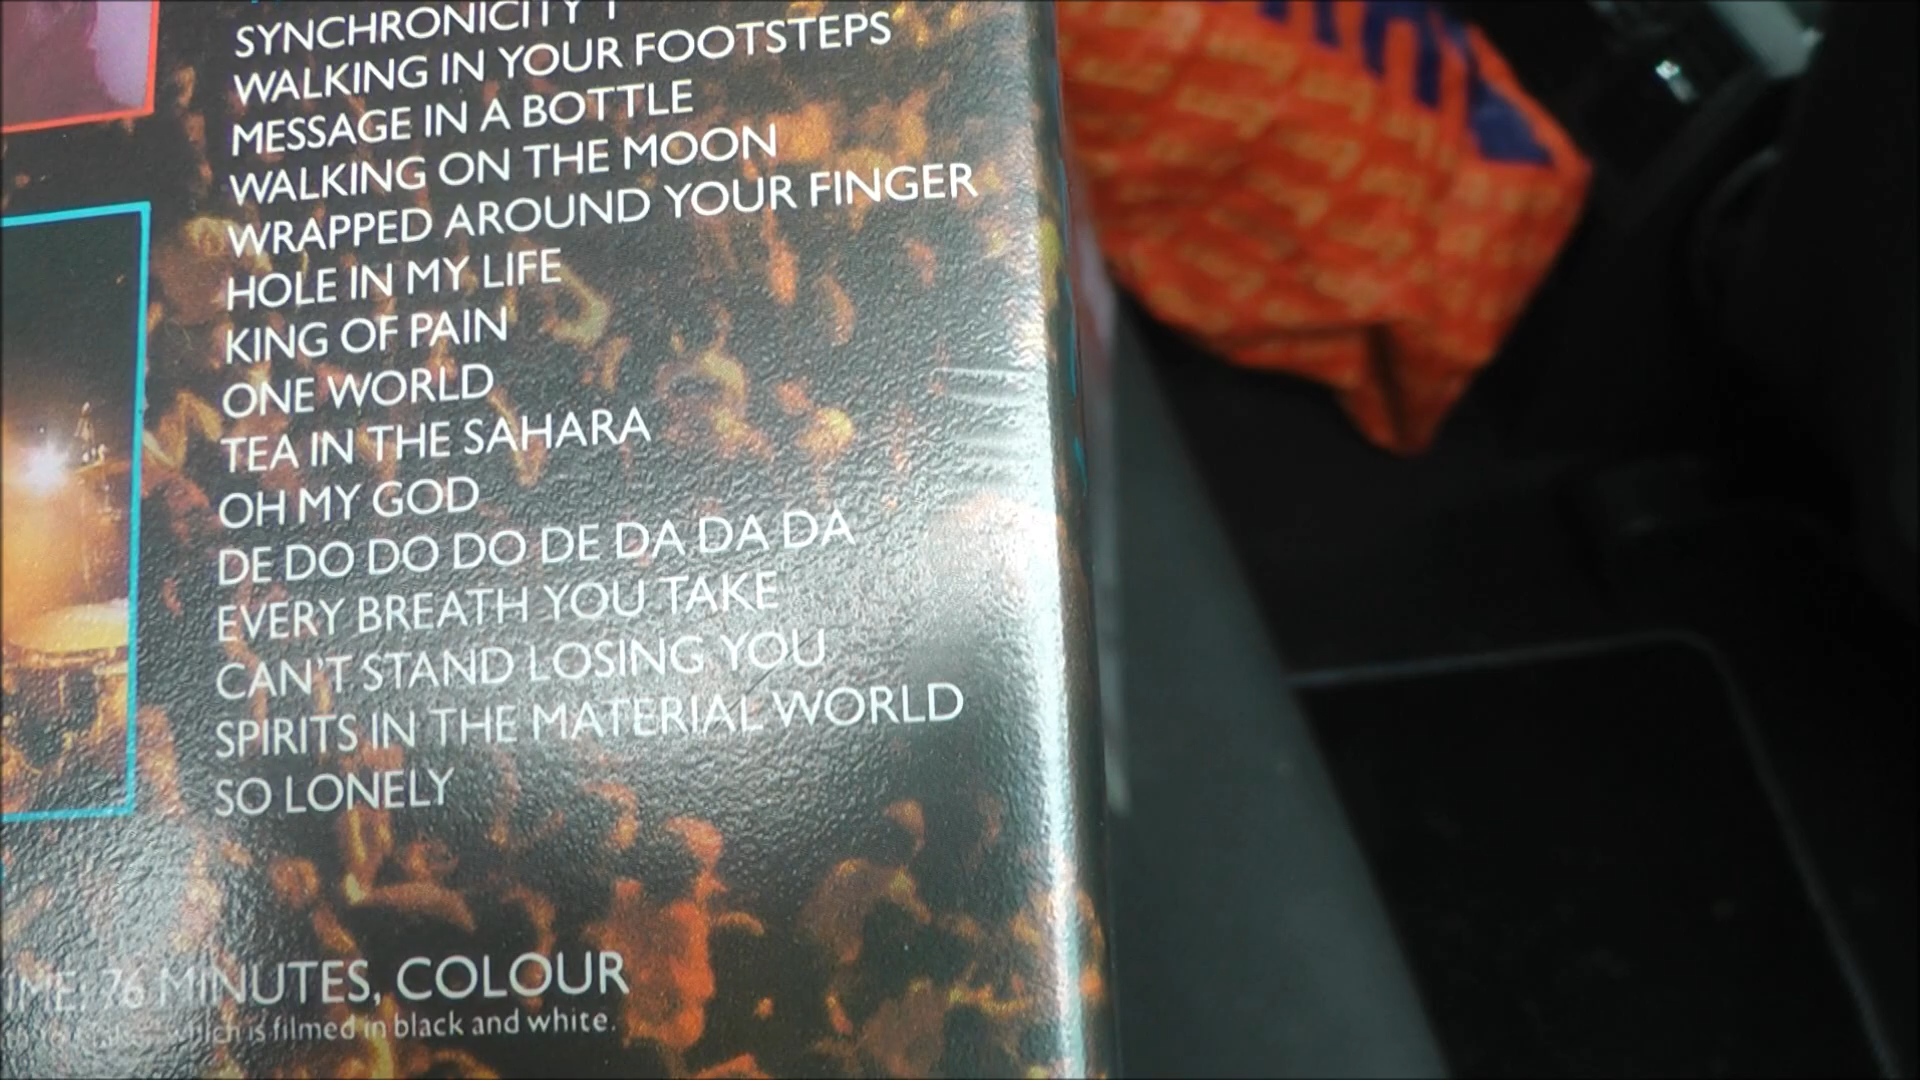 SYNCHRONICITY I
WALKING IN YOUR FOOTSTEPS
MESSAGE IN A BOTTLE
WALKING ON THE MOON
WRAPPED AROUND YOUR FINGER
HOLE IN MY LIFE
KING OF PAIN
ONE WORLD
TEA IN THE SAHARA
OH MY GOD
DE DO DO DO DE DA DA DA
EVERY BREATH YOU TAKE
CAN'T STAND LOSING YOU
SPIRITS IN THE MATERIAL WORLD
SO LONELY
76 MINUTES, COLOUR
which is filmed in black and white.